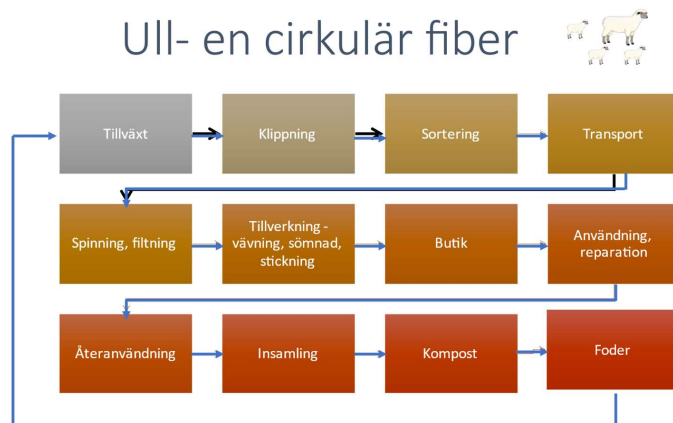 Ull- en cirkulär fiber
Tillväxt
Klippning
Sortering
Transport
Spinning, filtning
Tillverkning -
vävning, sömnad,
stickning
Butik
Användning,
reparation
Återanvändning
Insamling
Kompost
Foder